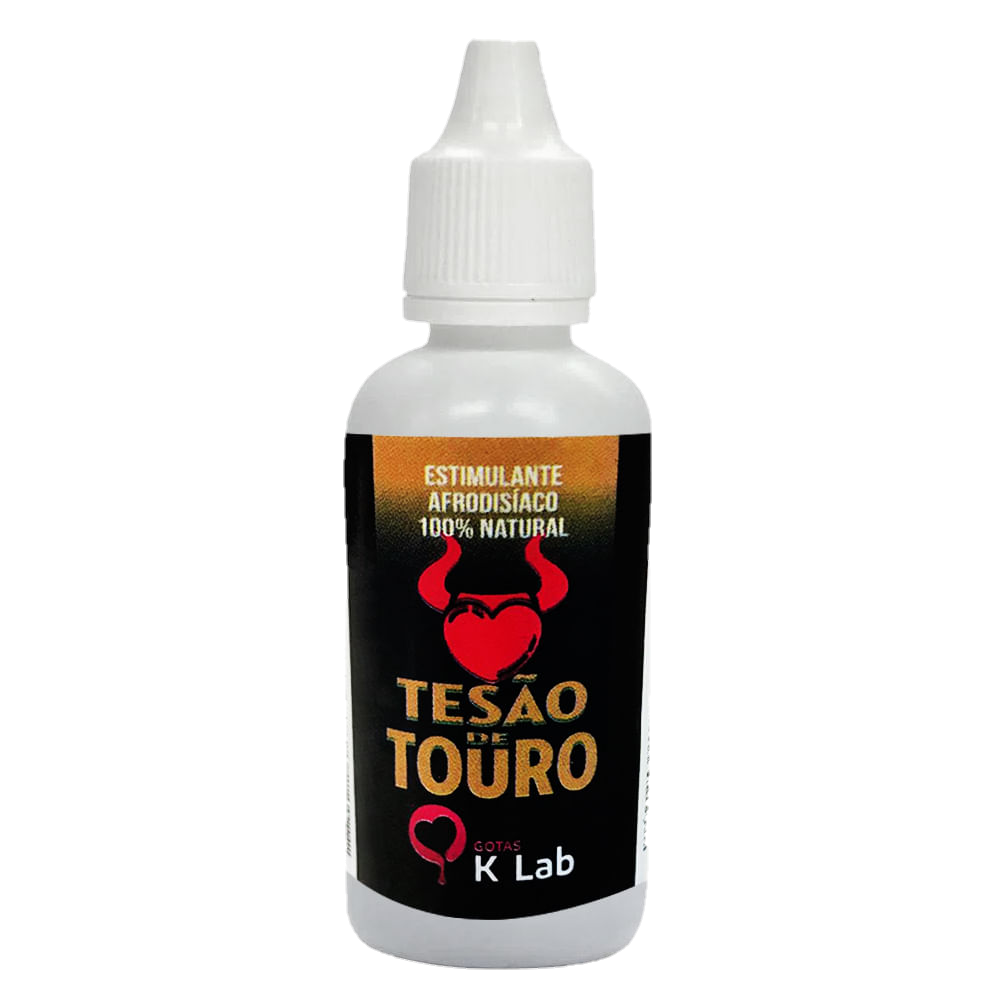 ESTIMULANTE
AFRODISÍACO
100% NATURAL
TESÃO
DE
TOURO
GOTAS
K Lab